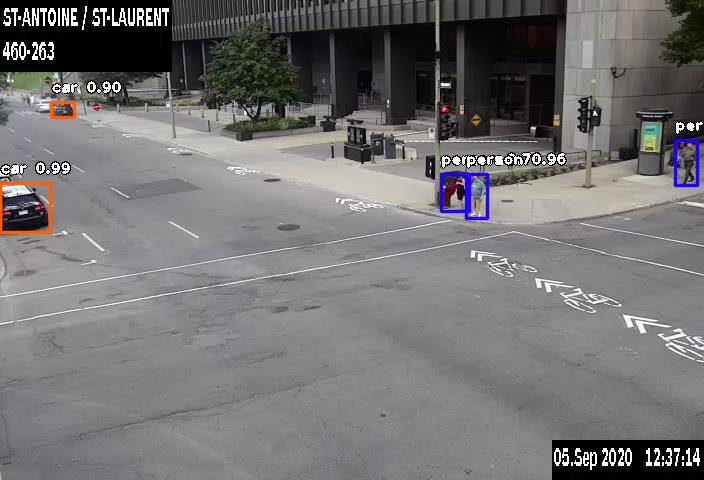 ST-ANTOINE / ST-LAURENT
460-263
car 0.90
car 0.99
perperson70.96
per
05.Sep 2020 12:37:14